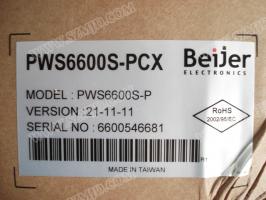 PWS6600S-PCX
Beijer
ELECTRONICS
MODEL : PWS6600S-P
VERSION : 21-11-11
SERIAL NO : 6600546681
RoHS
2002/95/EC
R1
MADE IN TAIWAN